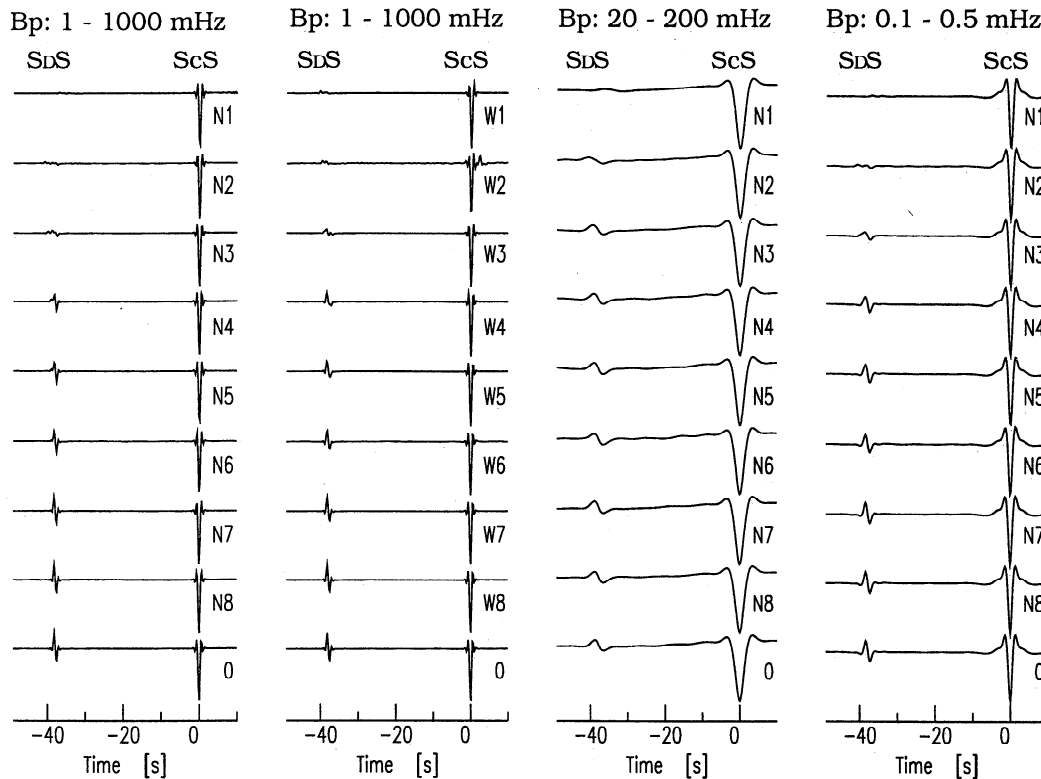 Bp: 1 - 1000 mHz Bp: 1 - 1000 mHz Bp: 20 - 200 mHz Bp: 0.1 - 0.5 mHz
SDS ScS SDS ScS SDS ScS SDS ScS
N1 W1 N1 N1
N2 W2 N2 N2
N3 W3 N3 N3
N4 W4 N4 N4
N5 W5 N5 N5
N6 W6 N6 N6
N7 W7 N7 N7
N8 W8 N8 N8
0 0 0 0
-40 -20 0 -40 -20 0 -40 -20 0 -40 -20 0
Time [s] Time [s] Time [s] Time [s]